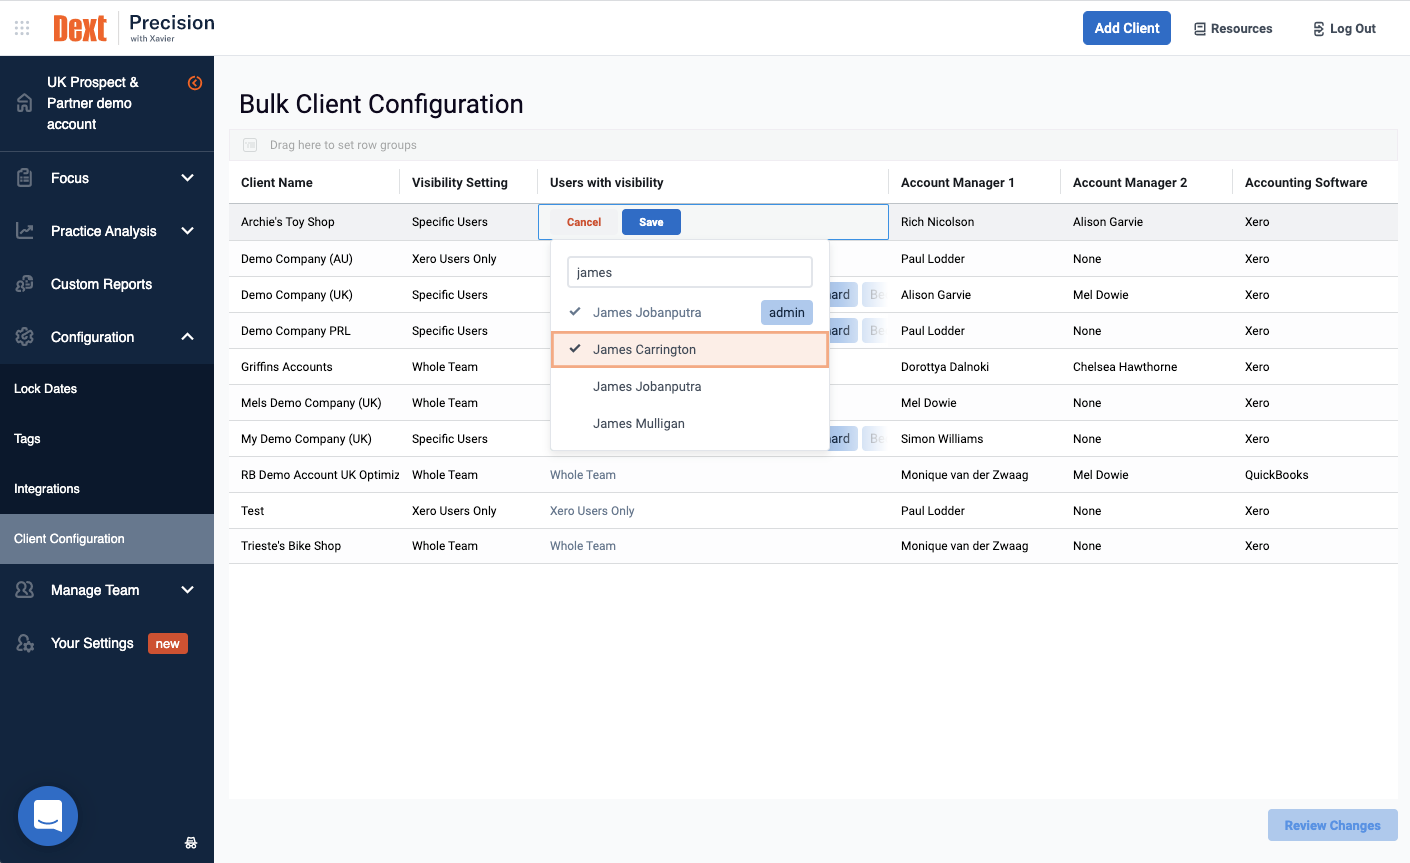 Dext
Precision
with Xavier
Add Client
Resources
Log Out
UK Prospect &
Partner demo
account
Focus
Practice Analysis
Custom Reports
Configuration
Lock Dates
Tags
Integrations
Client Configuration
Manage Team
Your Settings new
Bulk Client Configuration
Drag here to set row groups
Client Name Visibility Setting Users with visibility Account Manager 1 Account Manager 2 Accounting Software
Archie's Toy Shop Specific Users Cancel Save Rich Nicolson Alison Garvie Xero
Demo Company (AU) Xero Users Only Paul Lodder None Xero
Demo Company (UK) Specific Users ard Be Alison Garvie Mel Dowie Xero
Demo Company PRL Specific Users ard Be Paul Lodder None Xero
Griffins Accounts Whole Team Dorottya Dalnoki Chelsea Hawthorne Xero
Mels Demo Company (UK) Whole Team Mel Dowie None Xero
My Demo Company (UK) Specific Users ard Be Simon Williams None Xero
RB Demo Account UK Optimiz Whole Team Whole Team Monique van der Zwaag Mel Dowie QuickBooks
Test Xero Users Only Xero Users Only Paul Lodder None Xero
Trieste's Bike Shop Whole Team Whole Team Monique van der Zwaag None Xero
james
James Jobanputra admin
James Carrington
James Jobanputra
James Mulligan
Review Changes